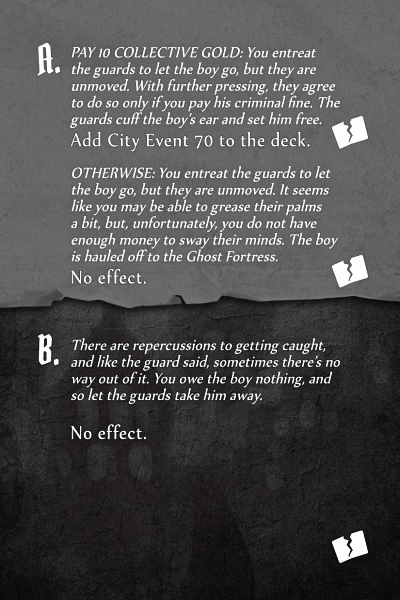 A. PAY 10 COLLECTIVE GOLD: You entreat
the guards to let the boy go, but they are
unmoved. With further pressing, they agree
to do so only if you pay his criminal fine. The
guards cuff the boy's ear and set him free.
Add City Event 70 to the deck.
OTHERWISE: You entreat the guards to let
the boy go, but they are unmoved. It seems
like you may be able to grease their palms
a bit, but, unfortunately, you do not have
enough money to sway their minds. The boy
is hauled off to the Ghost Fortress.
No effect.
B. There are repercussions to getting caught,
and like the guard said, sometimes there's no
way out of it. You owe the boy nothing, and
so let the guards take him away.
No effect.